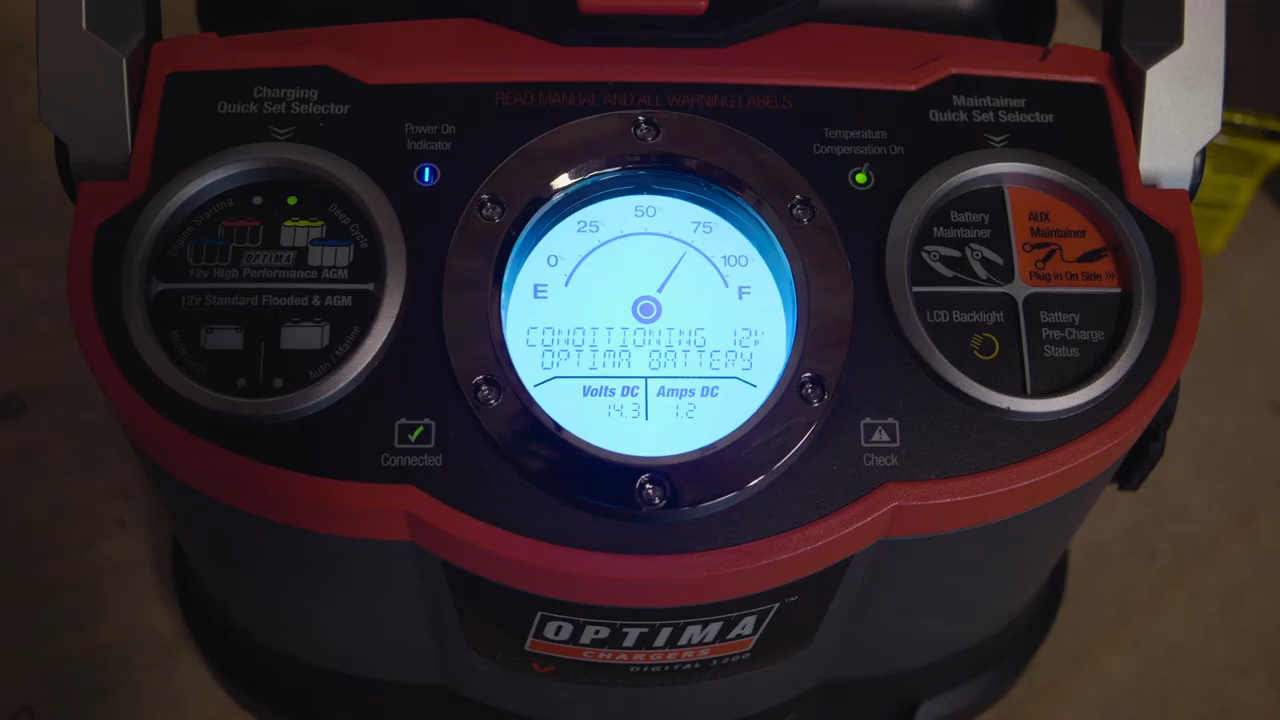 Charging
Quick Set Selector
READ MANUAL AND ALL WARNING LABELS
Maintainer
Quick Set Selector
Power On
Indicator
Temperature
Compensation On
Engine Starting
Deep Cycle
OPTIMA
12v High Performance AGM
12v Standard Flooded & AGM
Motorcycle
Auto / Marine
0%
25%
50%
75%
100%
E
F
CONDITIONING 12V
OPTIMA BATTERY
Volts DC
Amps DC
14.3
1.2
Battery
Maintainer
AUX
Maintainer
Plug in On Side »»
LCD Backlight
Battery
Pre-Charge
Status
Connected
Check
OPTIMA™
CHARGERS
DIGITAL 1200